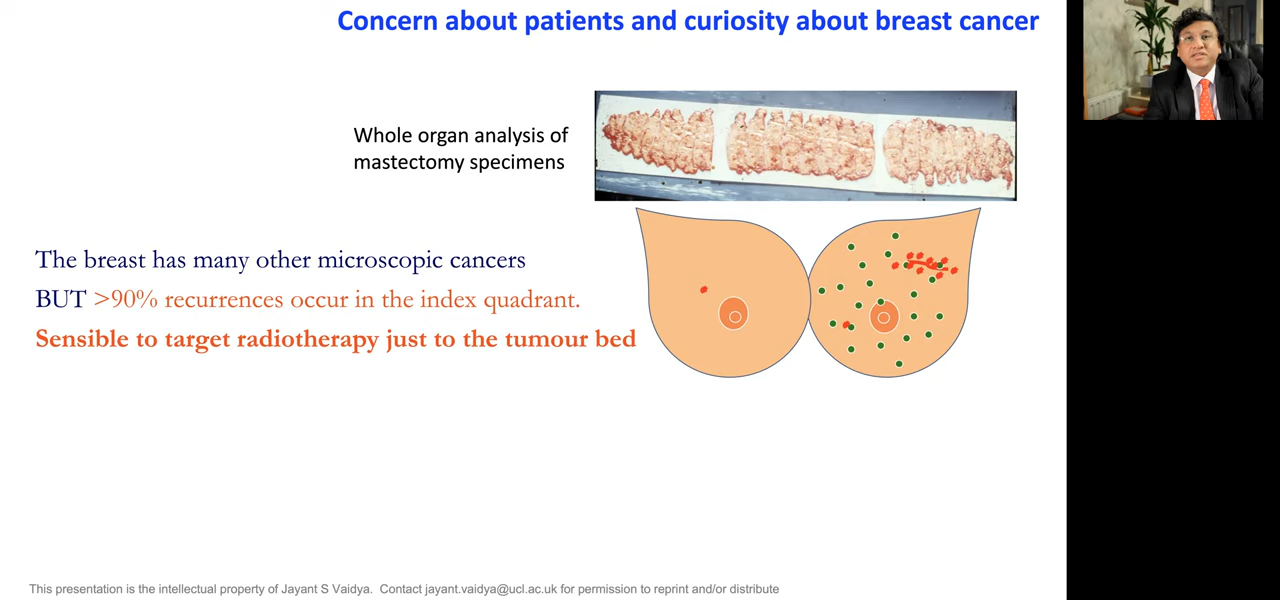 Concern about patients and curiosity about breast cancer
Whole organ analysis of
mastectomy specimens
The breast has many other microscopic cancers
BUT >90% recurrences occur in the index quadrant.
Sensible to target radiotherapy just to the tumour bed
This presentation is the intellectual property of Jayant S Vaidya. Contact jayant.vaidya@ucl.ac.uk for permission to reprint and/or distribute